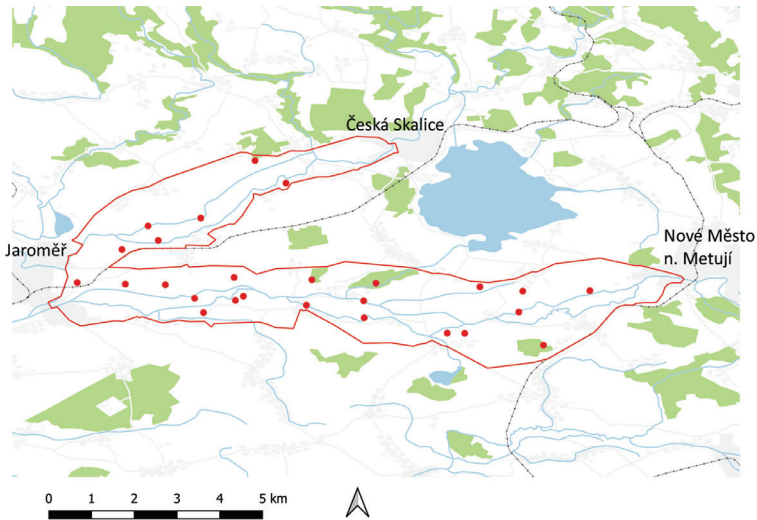 Česká Skalice
Jaroměř
Nové Město
n. Metují
0 1 2 3 4 5 km